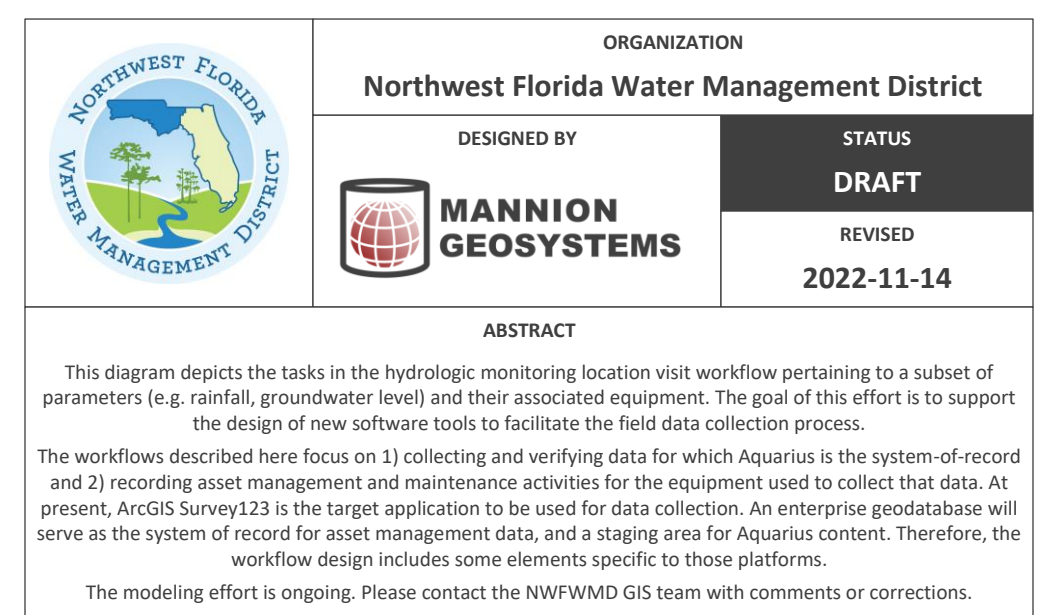 NORTHWEST FLORIDA
WATER MANAGEMENT DISTRICT
ORGANIZATION
Northwest Florida Water Management District
DESIGNED BY
MANNION
GEOSYSTEMS
STATUS
DRAFT
REVISED
2022-11-14
ABSTRACT
This diagram depicts the tasks in the hydrologic monitoring location visit workflow pertaining to a subset of
parameters (e.g. rainfall, groundwater level) and their associated equipment. The goal of this effort is to support
the design of new software tools to facilitate the field data collection process.
The workflows described here focus on 1) collecting and verifying data for which Aquarius is the system-of-record
and 2) recording asset management and maintenance activities for the equipment used to collect that data. At
present, ArcGIS Survey123 is the target application to be used for data collection. An enterprise geodatabase will
serve as the system of record for asset management data, and a staging area for Aquarius content. Therefore, the
workflow design includes some elements specific to those platforms.
The modeling effort is ongoing. Please contact the NWFWMD GIS team with comments or corrections.